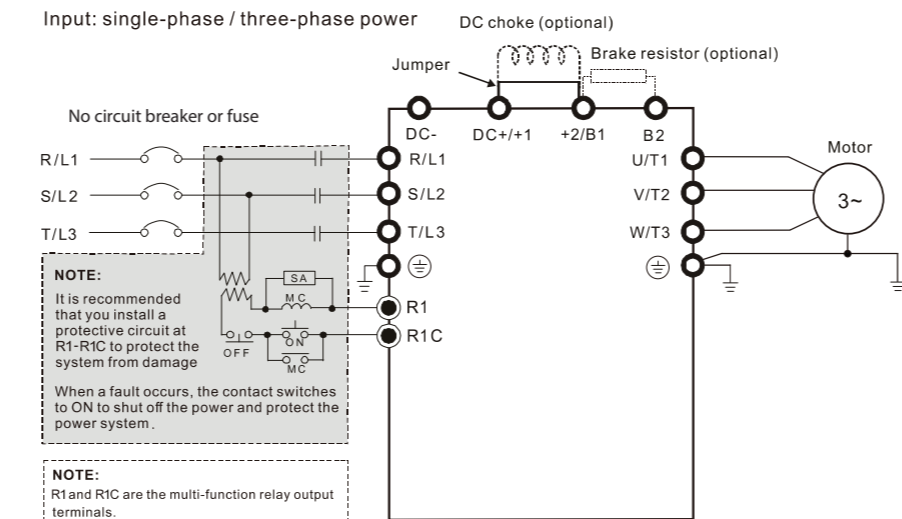 Input: single-phase / three-phase power
DC choke (optional)
Brake resistor (optional)
Jumper
No circuit breaker or fuse
DC-
DC+/+1
+2/B1
B2
Motor
R/L1
R/L1
U/T1
S/L2
S/L2
V/T2
3~
T/L3
T/L3
W/T3
NOTE:
It is recommended
that you install a
protective circuit at
R1-R1C to protect the
system from damage
When a fault occurs, the contact switches
to ON to shut off the power and protect the
power system.
SA
MC
R1
OFF
ON
R1C
MC
NOTE:
R1 and R1C are the multi-function relay output
terminals.